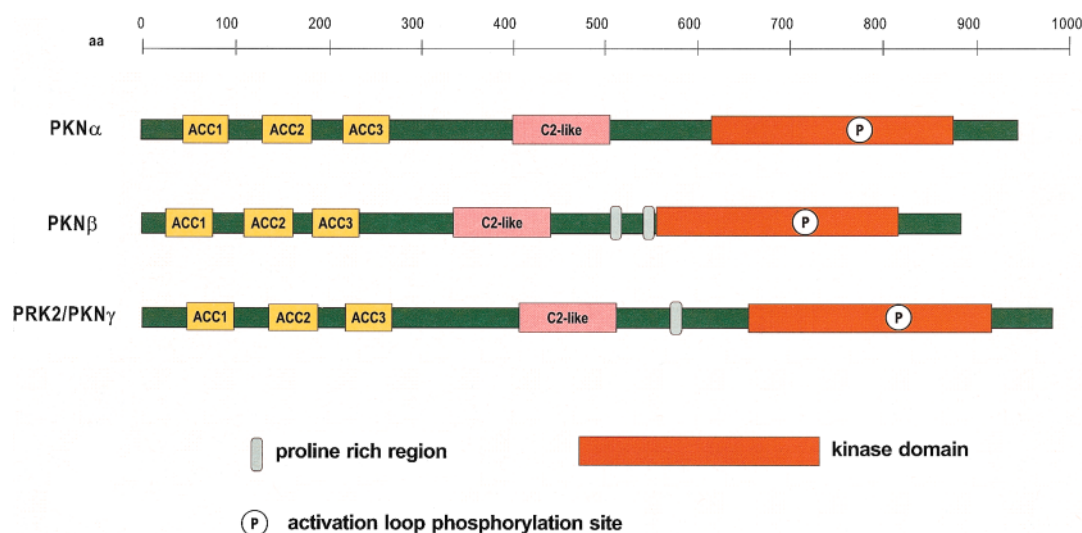 0 100 200 300 400 500 600 700 800 900 1000
aa
PKNα ACC1 ACC2 ACC3 C2-like P
PKNβ ACC1 ACC2 ACC3 C2-like P
PRK2/PKNγ ACC1 ACC2 ACC3 C2-like P
proline rich region kinase domain
P activation loop phosphorylation site